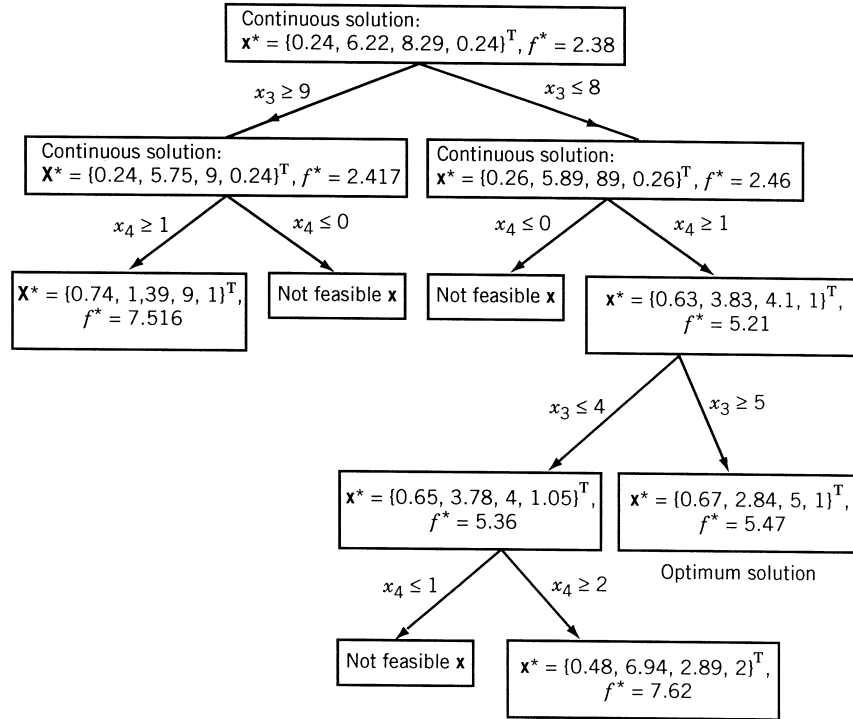 Continuous solution:
x* = {0.24, 6.22, 8.29, 0.24}ᵀ, f* = 2.38
x₃ ≥ 9
x₃ ≤ 8
Continuous solution:
X* = {0.24, 5.75, 9, 0.24}ᵀ, f* = 2.417
Continuous solution:
x* = {0.26, 5.89, 89, 0.26}ᵀ, f* = 2.46
x₄ ≥ 1
x₄ ≤ 0
x₄ ≤ 0
x₄ ≥ 1
X* = {0.74, 1,39, 9, 1}ᵀ,
f* = 7.516
Not feasible x
Not feasible x
x* = {0.63, 3.83, 4.1, 1}ᵀ,
f* = 5.21
x₃ ≤ 4
x₃ ≥ 5
x* = {0.65, 3.78, 4, 1.05}ᵀ,
f* = 5.36
x* = {0.67, 2.84, 5, 1}ᵀ,
f* = 5.47
Optimum solution
x₄ ≤ 1
x₄ ≥ 2
Not feasible x
x* = {0.48, 6.94, 2.89, 2}ᵀ,
f* = 7.62